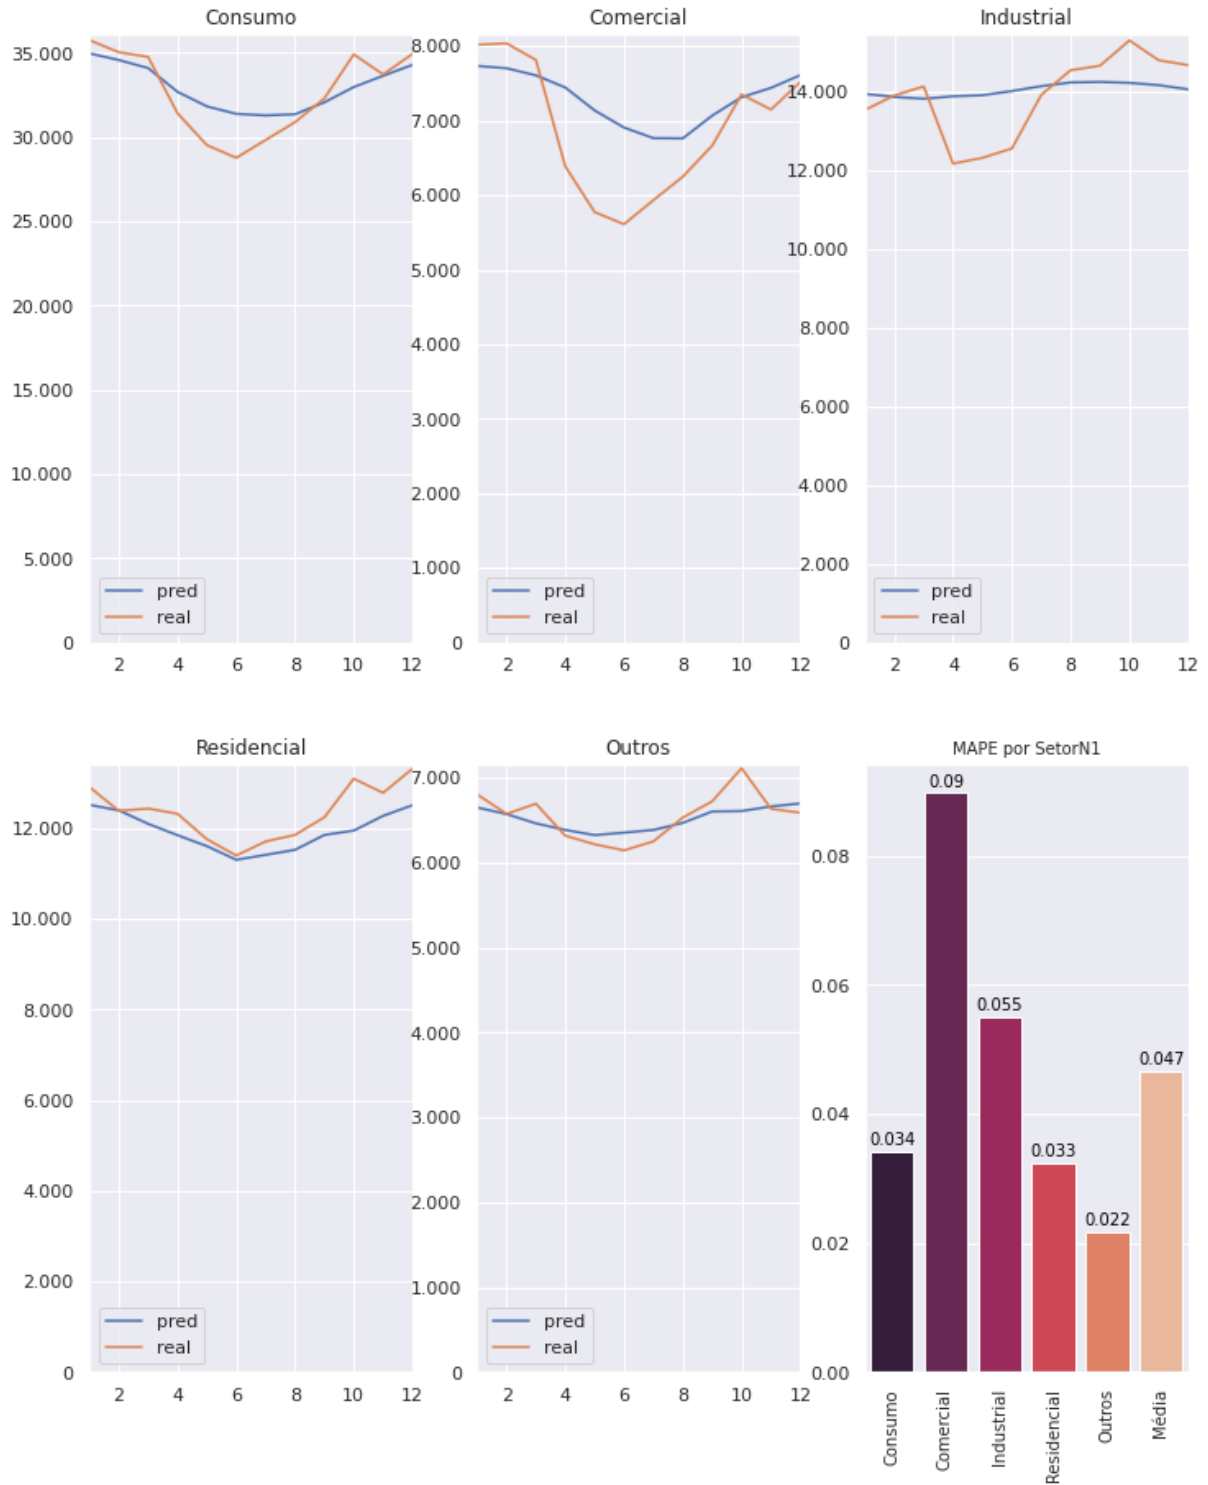 Consumo
35.000
30.000
25.000
20.000
15.000
10.000
5.000
0
pred
real
2 4 6 8 10 12
Comercial
8.000
7.000
6.000
5.000
4.000
3.000
2.000
1.000
0
pred
real
2 4 6 8 10 12
Industrial
14.000
12.000
10.000
8.000
6.000
4.000
2.000
0
pred
real
2 4 6 8 10 12
Residencial
12.000
10.000
8.000
6.000
4.000
2.000
0
pred
real
2 4 6 8 10 12
Outros
7.000
6.000
5.000
4.000
3.000
2.000
1.000
0
pred
real
2 4 6 8 10 12
MAPE por SetorN1
0.08
0.06
0.04
0.02
0.00
0.034
0.09
0.055
0.033
0.022
0.047
Consumo
Comercial
Industrial
Residencial
Outros
Média